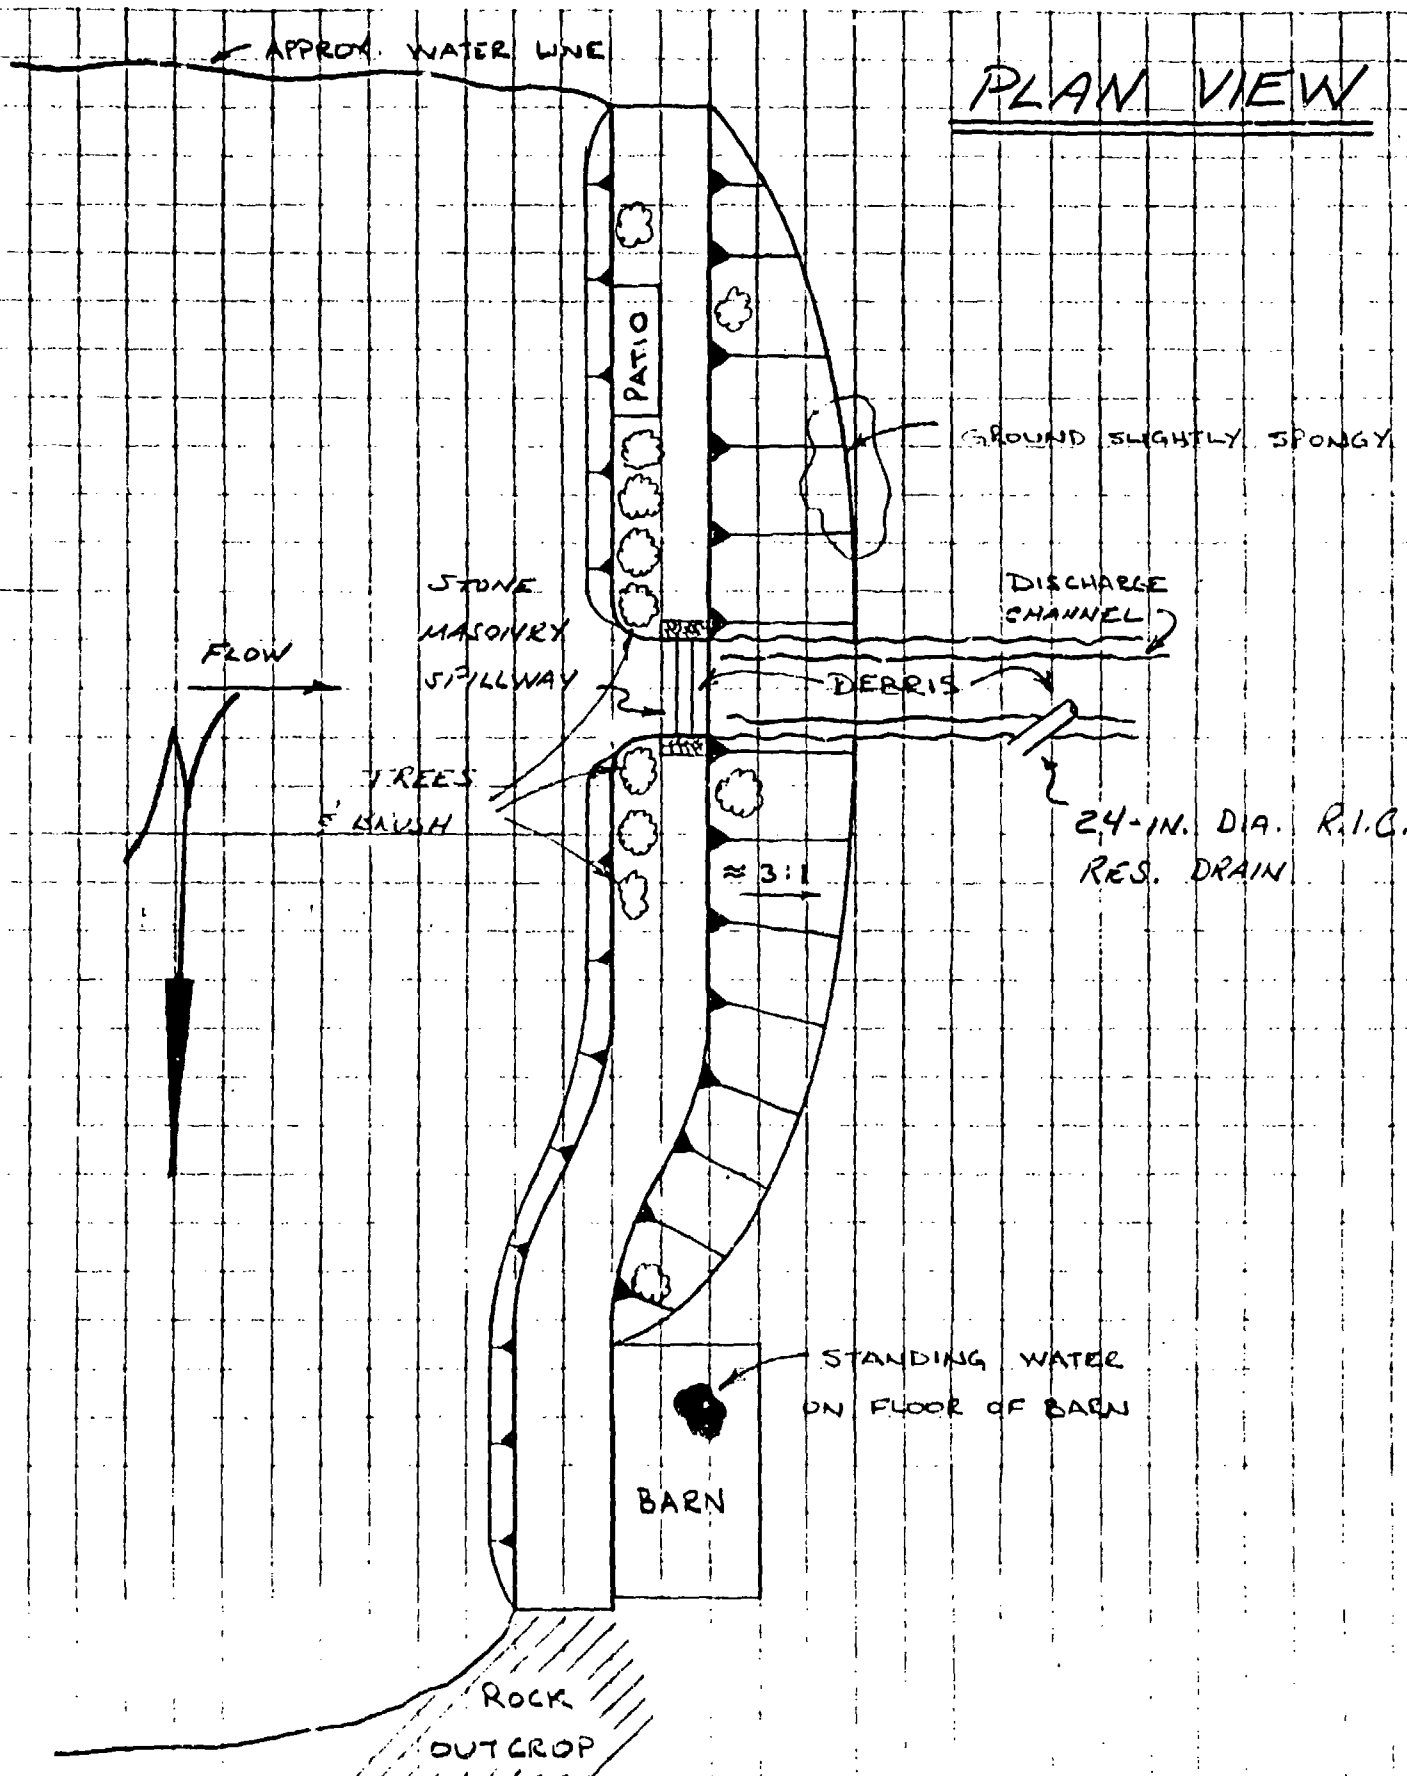 APPROX. WATER LINE
PLAN VIEW
PATIO
GROUND SLIGHTLY SPONGY
STONE
MASONRY
SPILLWAY
DISCHARGE
CHANNEL
FLOW
DEBRIS
TREES
& BRUSH
24-IN. DIA. R.I.C.
RES. DRAIN
≈ 3:1
STANDING WATER
ON FLOOR OF BARN
BARN
ROCK
OUTCROP